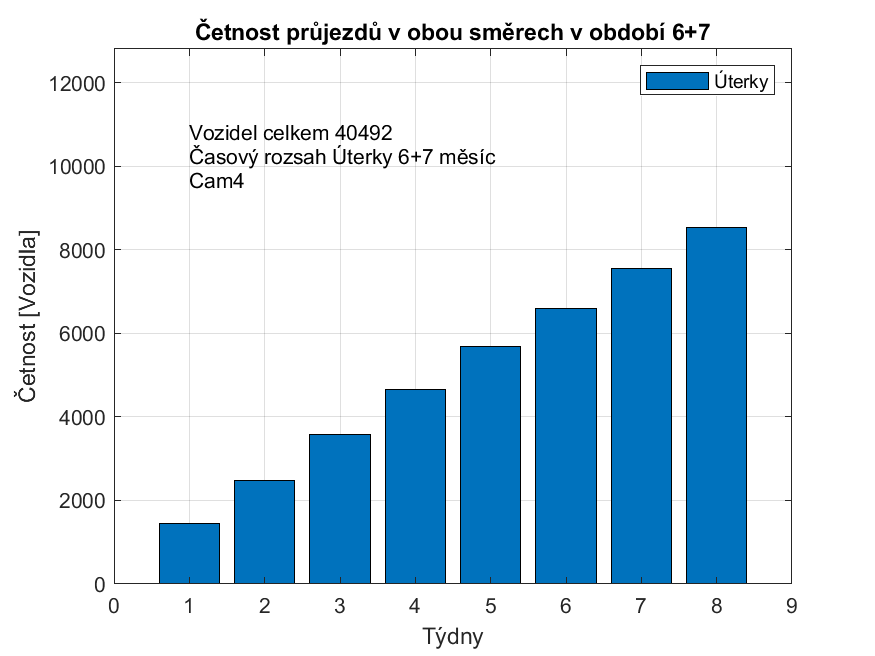 Četnost průjezdů v obou směrech v období 6+7
Úterky
Vozidel celkem 40492
Časový rozsah Úterky 6+7 měsíc
Cam4
Četnost [Vozidla]
12000
10000
8000
6000
4000
2000
0
0 1 2 3 4 5 6 7 8 9
Týdny